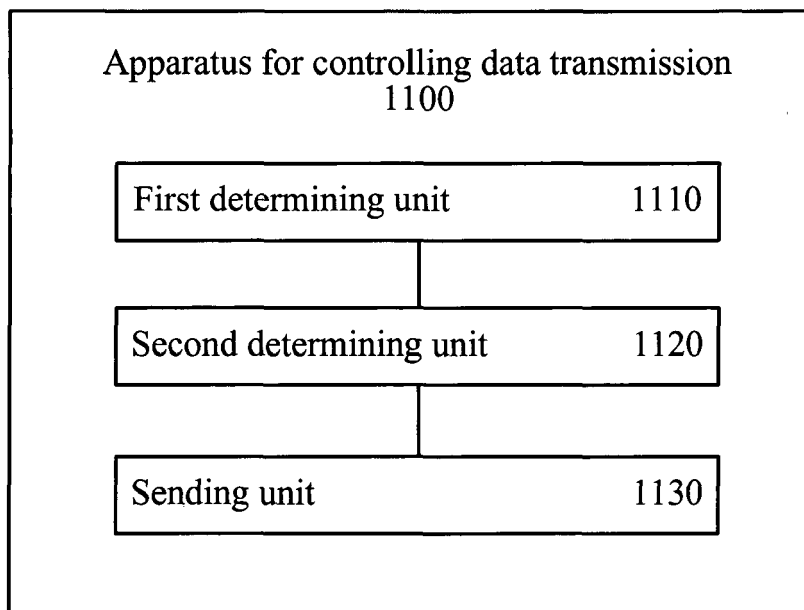 Apparatus for controlling data transmission
1100
First determining unit 1110
Second determining unit 1120
Sending unit 1130